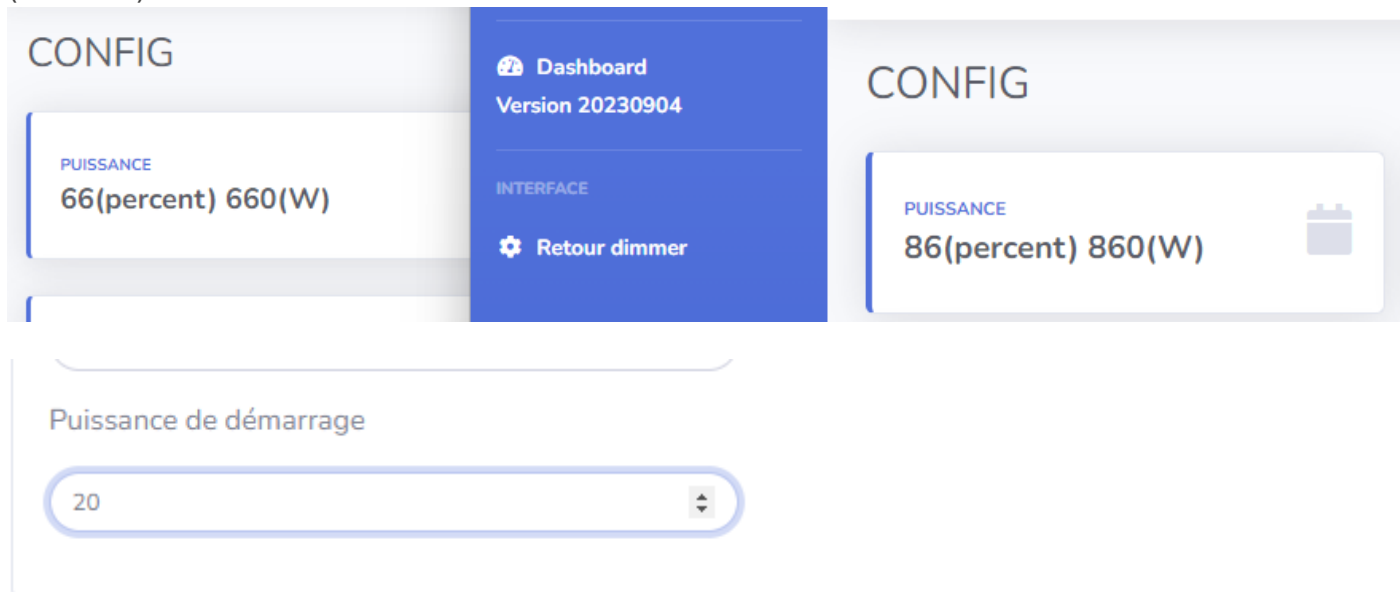 CONFIG
PUISSANCE
66(percent) 660(W)
Dashboard
Version 20230904
INTERFACE
Retour dimmer
CONFIG
PUISSANCE
86(percent) 860(W)
Puissance de démarrage
20